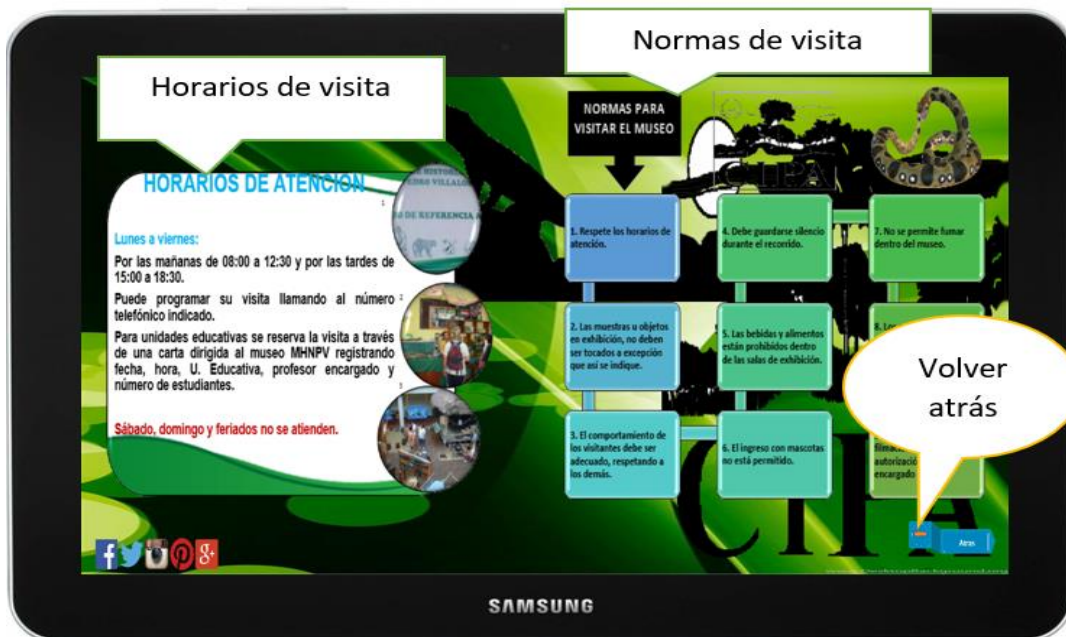 Horarios de visita
Normas de visita
NORMAS PARA
VISITAR EL MUSEO
HORARIOS DE ATENCION
Lunes a viernes:
Por las mañanas de 08:00 a 12:30 y por las tardes de
15:00 a 18:30.
Puede programar su visita llamando al número
telefónico indicado.
Para unidades educativas se reserva la visita a través
de una carta dirigida al museo MHNPV registrando
fecha, hora, U. Educativa, profesor encargado y
número de estudiantes.
Sábado, domingo y feriados no se atienden.
DE REFERENCIA
1. Respete los horarios de
atención.
2. Las muestras u objetos
en exhibición, no deben
ser tocados a excepción
que así se indique.
3. El comportamiento de
los visitantes debe ser
adecuado, respetando a
los demás.
4. Debe guardarse silencio
durante el recorrido.
5. Las bebidas y alimentos
están prohibidos dentro
de las salas de exhibición.
6. El ingreso con mascotas
no está permitido.
7. No se permite fumar
dentro del museo.
8.
autorización
encargado
Volver
atrás
Atras
SAMSUNG